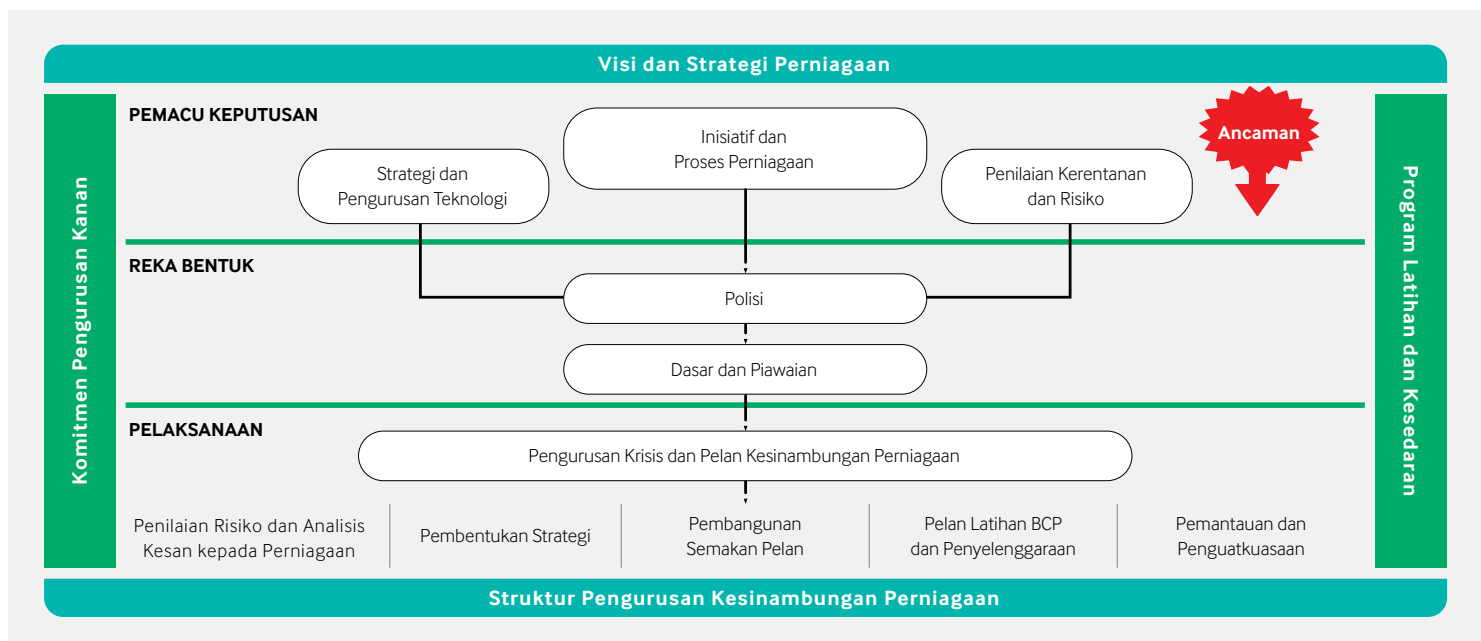 Visi dan Strategi Perniagaan
Komitmen Pengurusan Kanan
PEMACU KEPUTUSAN
Strategi dan
Pengurusan Teknologi
Inisiatif dan
Proses Perniagaan
Penilaian Kerentanan
dan Risiko
Ancaman
Program Latihan dan Kesedaran
REKA BENTUK
Polisi
Dasar dan Piawaian
PELAKSANAAN
Pengurusan Krisis dan Pelan Kesinambungan Perniagaan
Penilaian Risiko dan Analisis
Kesan kepada Perniagaan
Pembentukan Strategi
Pembangunan
Semakan Pelan
Pelan Latihan BCP
dan Penyelenggaraan
Pemantauan dan
Penguatkuasaan
Struktur Pengurusan Kesinambungan Perniagaan